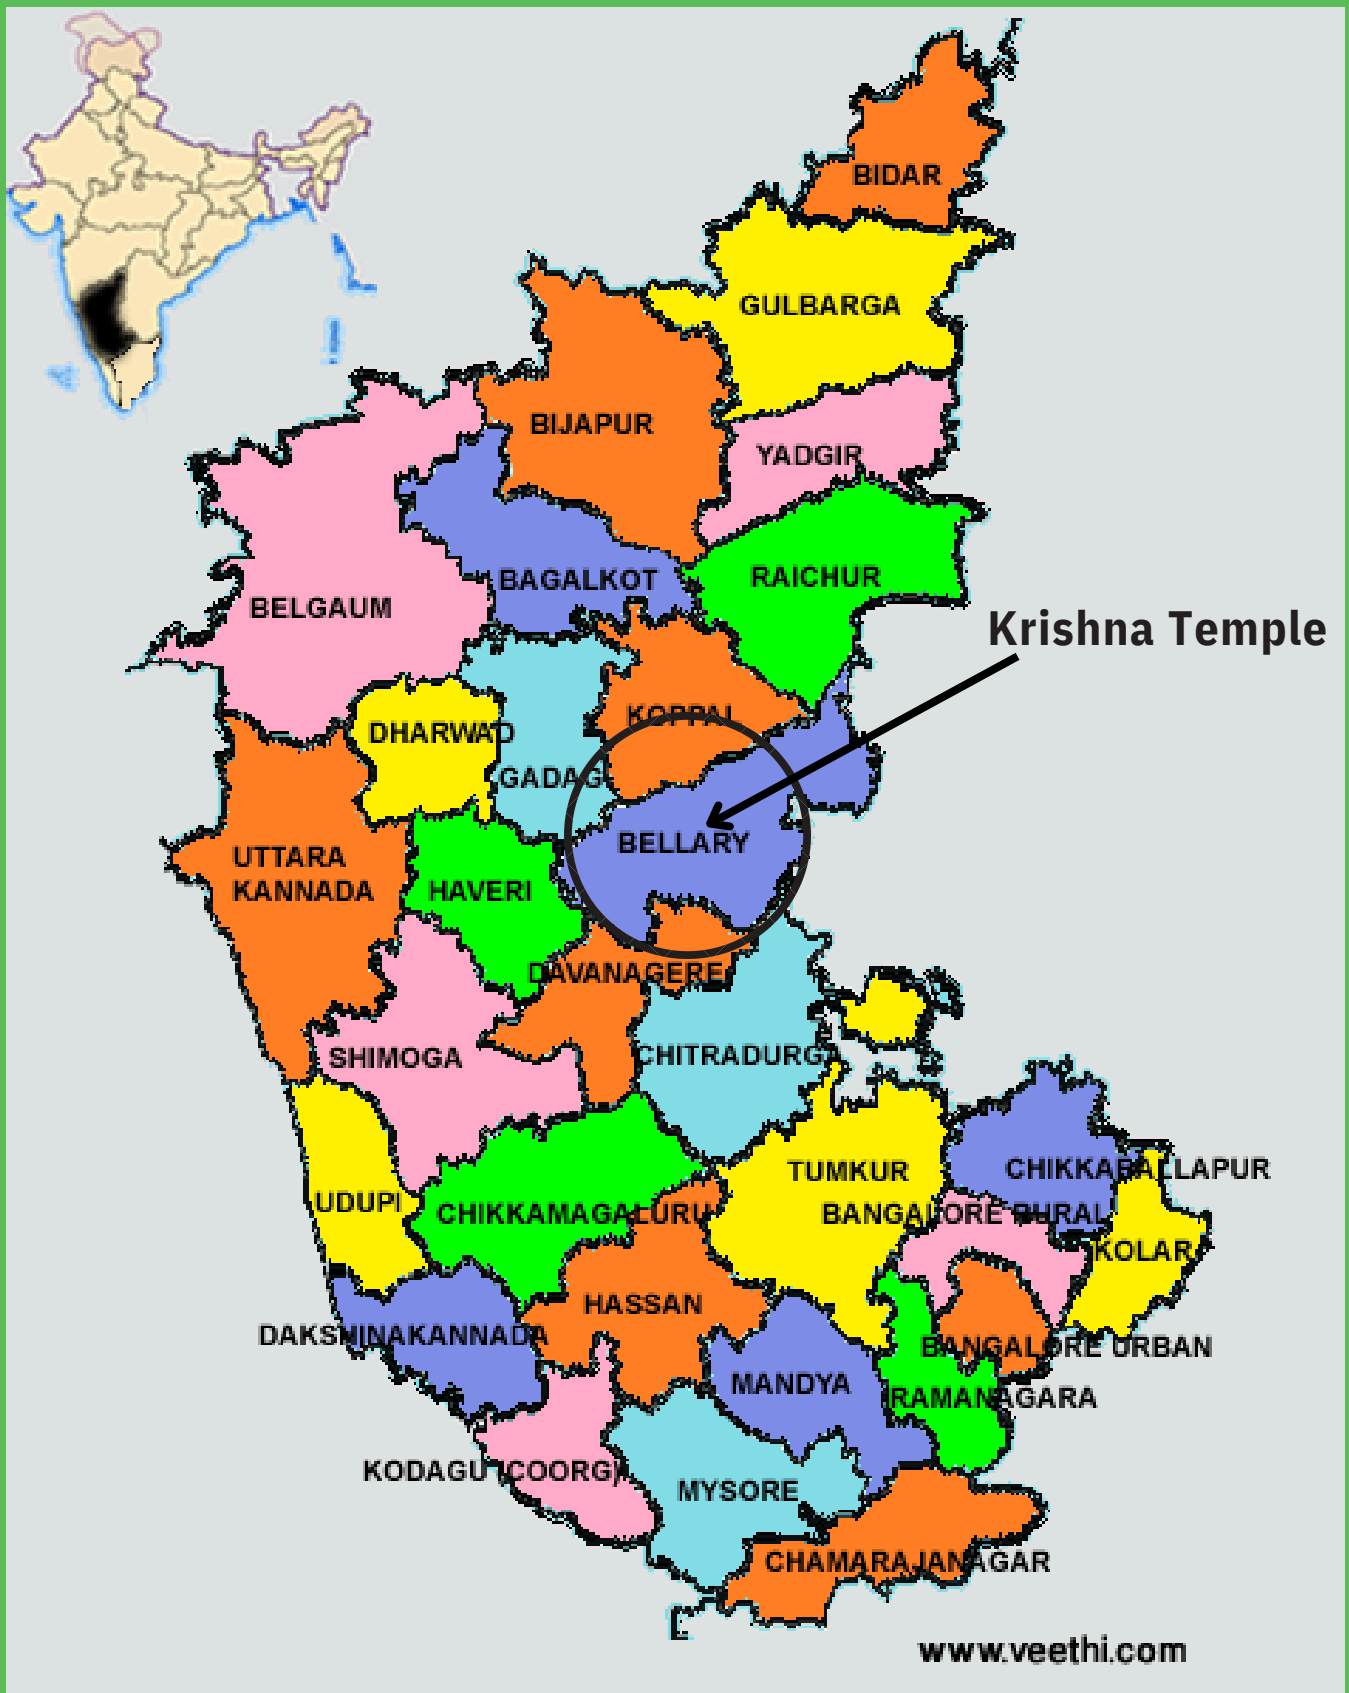 BIDAR
GULBARGA
BIJAPUR
YADGIR
BAGALKOT
RAICHUR
BELGAUM
Krishna Temple
KOPPAL
DHARWAD
GADAG
BELLARY
UTTARA
KANNADA
HAVERI
DAVANAGERE
SHIMOGA
CHITRADURGA
TUMKUR
CHIKKABALLAPUR
UDUPI
CHIKKAMAGALURU
BANGALORE RURAL
KOLAR
HASSAN
DAKSHINAKANNADA
BANGALORE URBAN
MANDYA
RAMANAGARA
KODAGU (COORG)
MYSORE
CHAMARAJANAGAR
www.veethi.com